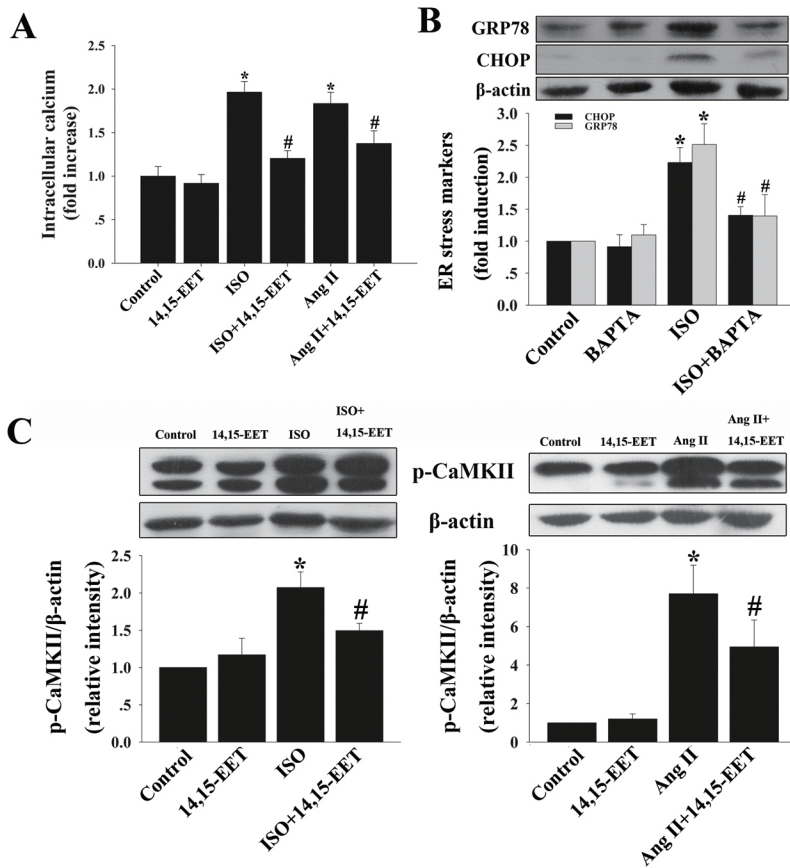 A
Intracellular calcium
(fold increase)
2.5
2.0
1.5
1.0
.5
0.0
*
#
*
#
Control
14,15-EET
ISO
ISO+14,15-EET
Ang II
Ang II+14,15-EET
B
GRP78
CHOP
β-actin
ER stress markers
(fold induction)
3.0
2.5
2.0
1.5
1.0
.5
0.0
CHOP
GRP78
*
*
#
#
Control
BAPTA
ISO
ISO+BAPTA
C
Control
14,15-EET
ISO
ISO+
14,15-EET
p-CaMKII
β-actin
Control
14,15-EET
Ang II
Ang II+
14,15-EET
p-CaMKII/β-actin
(relative intensity)
2.5
2.0
1.5
1.0
.5
0.0
*
#
Control
14,15-EET
ISO
ISO+14,15-EET
p-CaMKII/β-actin
(relative intensity)
10
8
6
4
2
0
*
#
Control
14,15-EET
Ang II
Ang II+14,15-EET